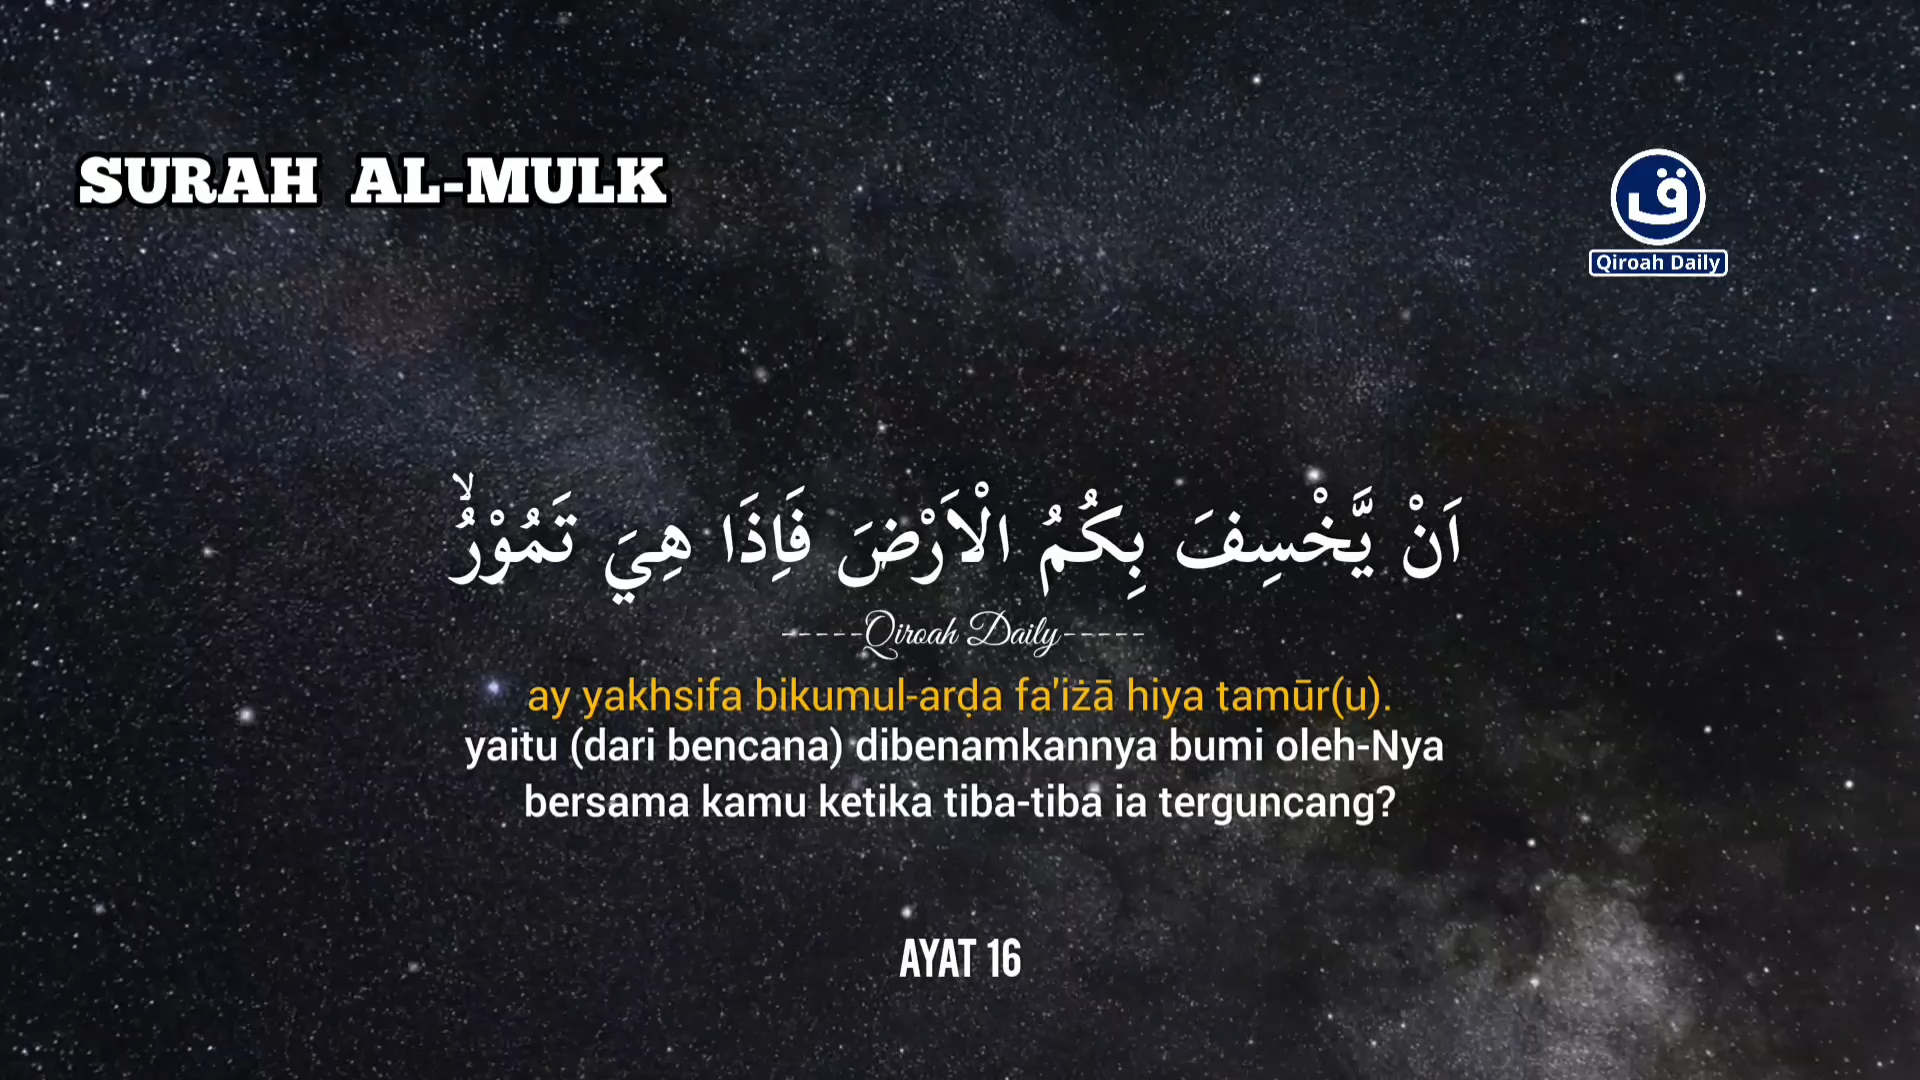 SURAH AL-MULK
ق
Qiroah Daily
اَنْ يَّخْسِفَ بِكُمُ الْاَرْضَ فَاِذَا هِيَ تَمُوْرُۙ
-----Qiroah Daily-----
ay yakhsifa bikumul-arḍa fa'iżā hiya tamūr(u).
yaitu (dari bencana) dibenamkannya bumi oleh-Nya
bersama kamu ketika tiba-tiba ia terguncang?
AYAT 16